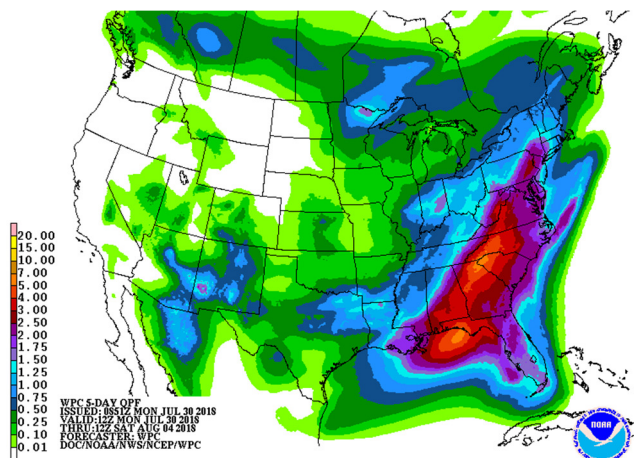 20.00
15.00
10.00
7.00
5.00
4.00
3.00
2.50
2.00
1.75
1.50
1.25
1.00
0.75
0.50
0.25
0.10
0.01
WPC 5-DAY QPF
ISSUED: 0851Z MON JUL 30 2018
VALID:12Z MON JUL 30 2018
THRU:12Z SAT AUG 04 2018
FORECASTER: WPC
DOC/NOAA/NWS/NCEP/WPC
NOAA